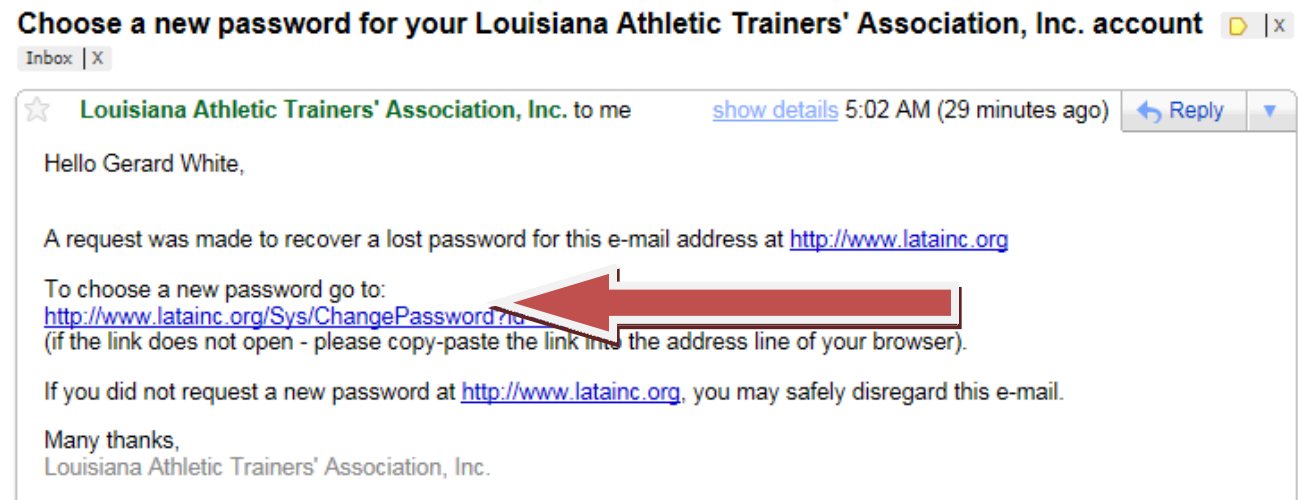 Choose a new password for your Louisiana Athletic Trainers' Association, Inc. account | X
Inbox | X
Louisiana Athletic Trainers' Association, Inc. to me show details 5:02 AM (29 minutes ago) Reply
Hello Gerard White,
A request was made to recover a lost password for this e-mail address at http://www.latainc.org
To choose a new password go to:
http://www.latainc.org/Sys/ChangePassword?id
(if the link does not open - please copy-paste the link into the address line of your browser).
If you did not request a new password at http://www.latainc.org, you may safely disregard this e-mail.
Many thanks,
Louisiana Athletic Trainers' Association, Inc.